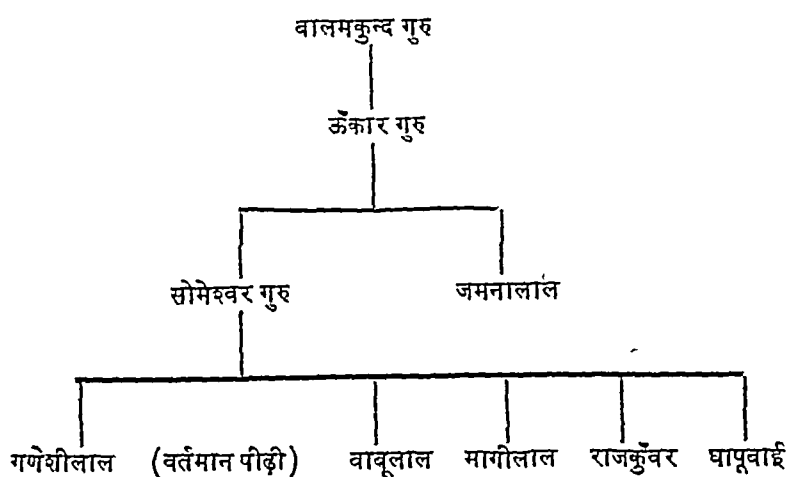 वालमकुन्द गुरु
ऊँकार गुरु
सोमेश्वर गुरु जमनालाल
गणेशीलाल (वर्तमान पीढ़ी) वावूलाल मागीलाल राजकुँवर घापूवाई